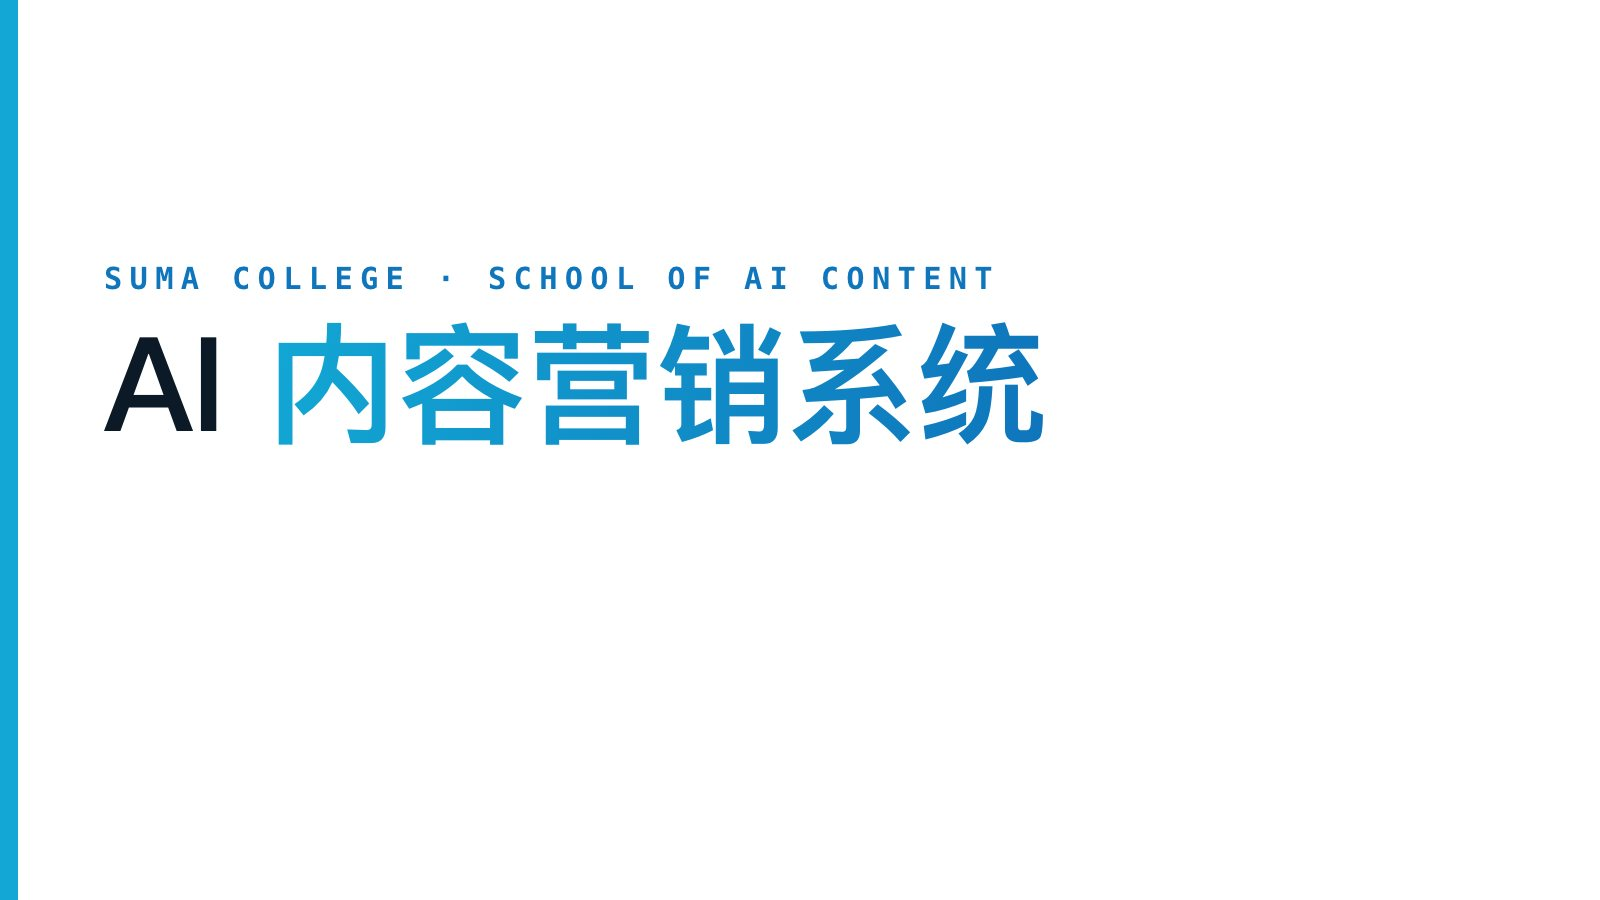 SUMA COLLEGE · SCHOOL OF AI CONTENT
AI 内容营销系统